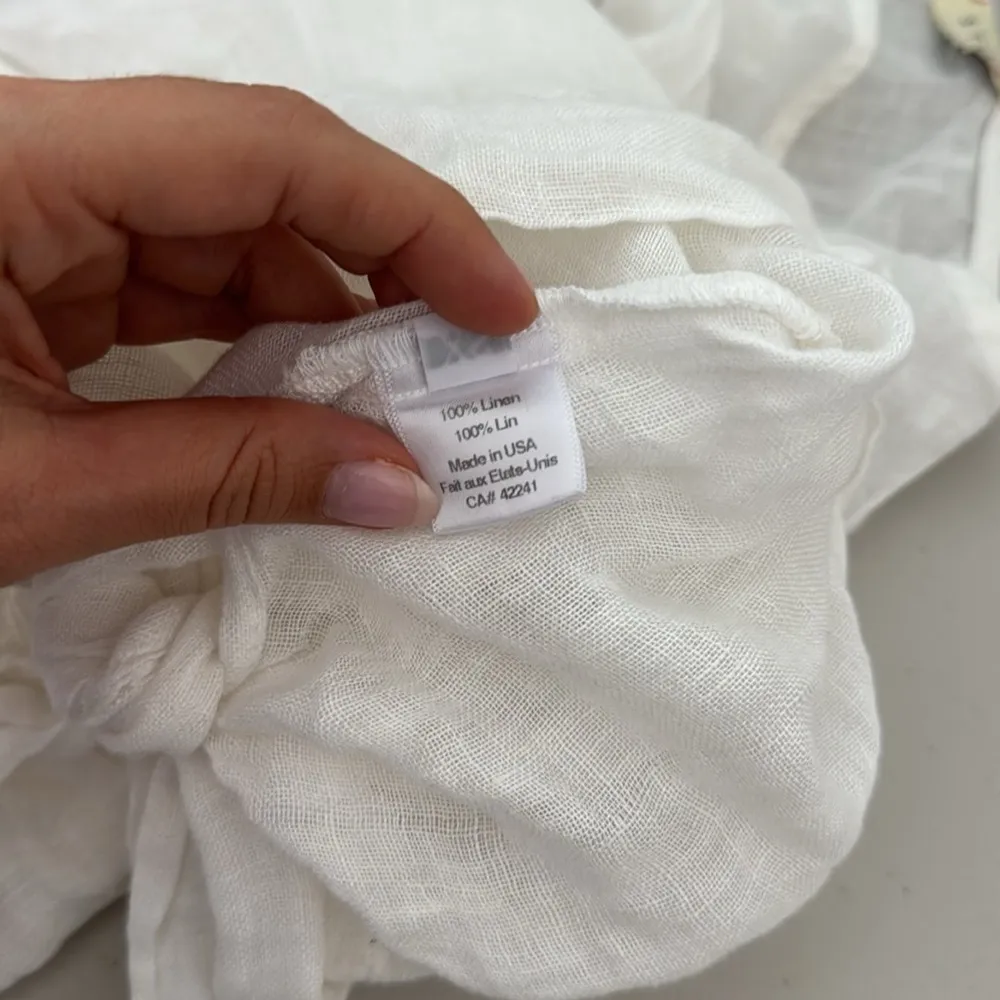 100% Linen
100% Lin
Made in USA
Fait aux Etats-Unis
CA# 42241